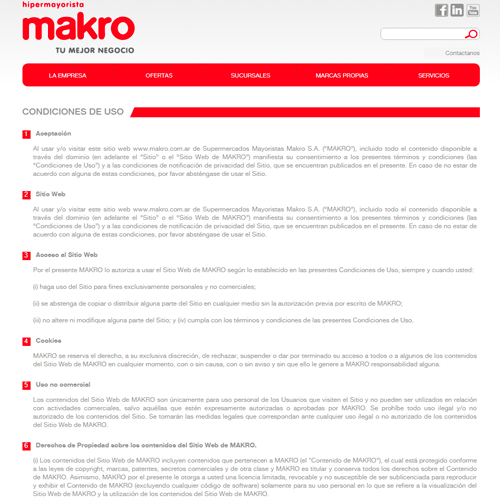 hipermayorista
makro
TU MEJOR NEGOCIO
You Tube
Contactanos
LA EMPRESA OFERTAS SUCURSALES MARCAS PROPIAS SERVICIOS
CONDICIONES DE USO
1 Aceptación
Al usar y/o visitar este sitio web www.makro.com.ar de Supermercados Mayoristas Makro S.A. ("MAKRO"), incluido todo el contenido disponible a
través del dominio (en adelante el "Sitio" o el "Sitio Web de MAKRO") manifiesta su consentimiento a los presentes términos y condiciones (las
"Condiciones de Uso") y a las condiciones de notificación de privacidad del Sitio, que se encuentran publicados en el presente. En caso de no estar de
acuerdo con alguna de estas condiciones, por favor absténgase de usar el Sitio.
2 Sitio Web
Al usar y/o visitar este sitio web www.makro.com.ar de Supermercados Mayoristas Makro S.A. ("MAKRO"), incluido todo el contenido disponible a
través del dominio (en adelante el "Sitio" o el "Sitio Web de MAKRO") manifiesta su consentimiento a los presentes términos y condiciones (las
"Condiciones de Uso") y a las condiciones de notificación de privacidad del Sitio, que se encuentran publicados en el presente. En caso de no estar de
acuerdo con alguna de estas condiciones, por favor absténgase de usar el Sitio.
3 Acceso al Sitio Web
Por el presente MAKRO lo autoriza a usar el Sitio Web de MAKRO según lo establecido en las presentes Condiciones de Uso, siempre y cuando usted:
(i) haga uso del Sitio para fines exclusivamente personales y no comerciales;
(ii) se abstenga de copiar o distribuir alguna parte del Sitio en cualquier medio sin la autorización previa por escrito de MAKRO;
(iii) no altere ni modifique alguna parte del Sitio; y (iv) cumpla con los términos y condiciones de las presentes Condiciones de Uso.
4 Cookies
MAKRO se reserva el derecho, a su exclusiva discreción, de rechazar, suspender o dar por terminado su acceso a todos o a algunos de los contenidos
del Sitio Web de MAKRO en cualquier momento, con o sin causa, con o sin aviso y sin que ello le genere a MAKRO responsabilidad alguna.
5 Uso no comercial
Los contenidos del Sitio Web de MAKRO son únicamente para uso personal de los Usuarios que visiten el Sitio y no pueden ser utilizados en relación
con actividades comerciales, salvo aquéllas que estén expresamente autorizadas o aprobadas por MAKRO. Se prohíbe todo uso ilegal y/o no
autorizado de los contenidos del Sitio. Se tomarán las medidas legales que correspondan ante cualquier uso ilegal o no autorizado de los contenidos
del Sitio Web de MAKRO.
6 Derechos de Propiedad sobre los contenidos del Sitio Web de MAKRO.
(i) Los contenidos del Sitio Web de MAKRO incluyen contenidos que pertenecen a MAKRO (el "Contenido de MAKRO"), el cual está protegido conforme
a las leyes de copyright, marcas, patentes, secretos comerciales y de otra clase y MAKRO es titular y conserva todos los derechos sobre el Contenido
de MAKRO. Asimismo, MAKRO por el presente le otorga a usted una licencia limitada, revocable y no susceptible de ser sublicenciada para reproducir
y exhibir el Contenido de MAKRO (excluyendo cualquier código de software) solamente para su uso personal en lo que se refiere a la visualización del
Sitio Web de MAKRO y la utilización de los contenidos del Sitio Web de MAKRO.